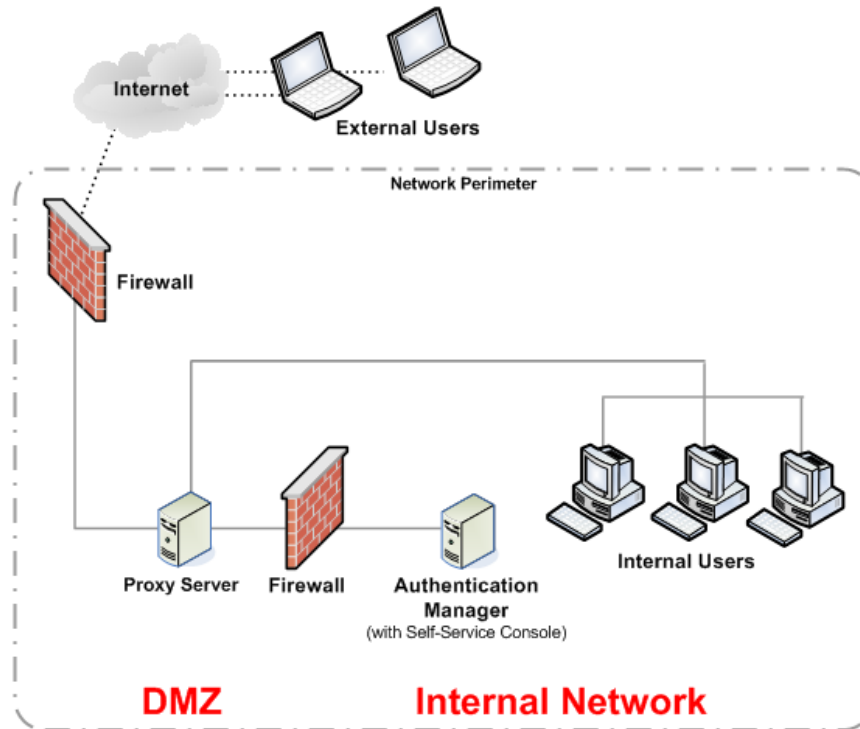 Internet
External Users
Network Perimeter
Firewall
Proxy Server
Firewall
Authentication
Manager
(with Self-Service Console)
Internal Users
DMZ
Internal Network